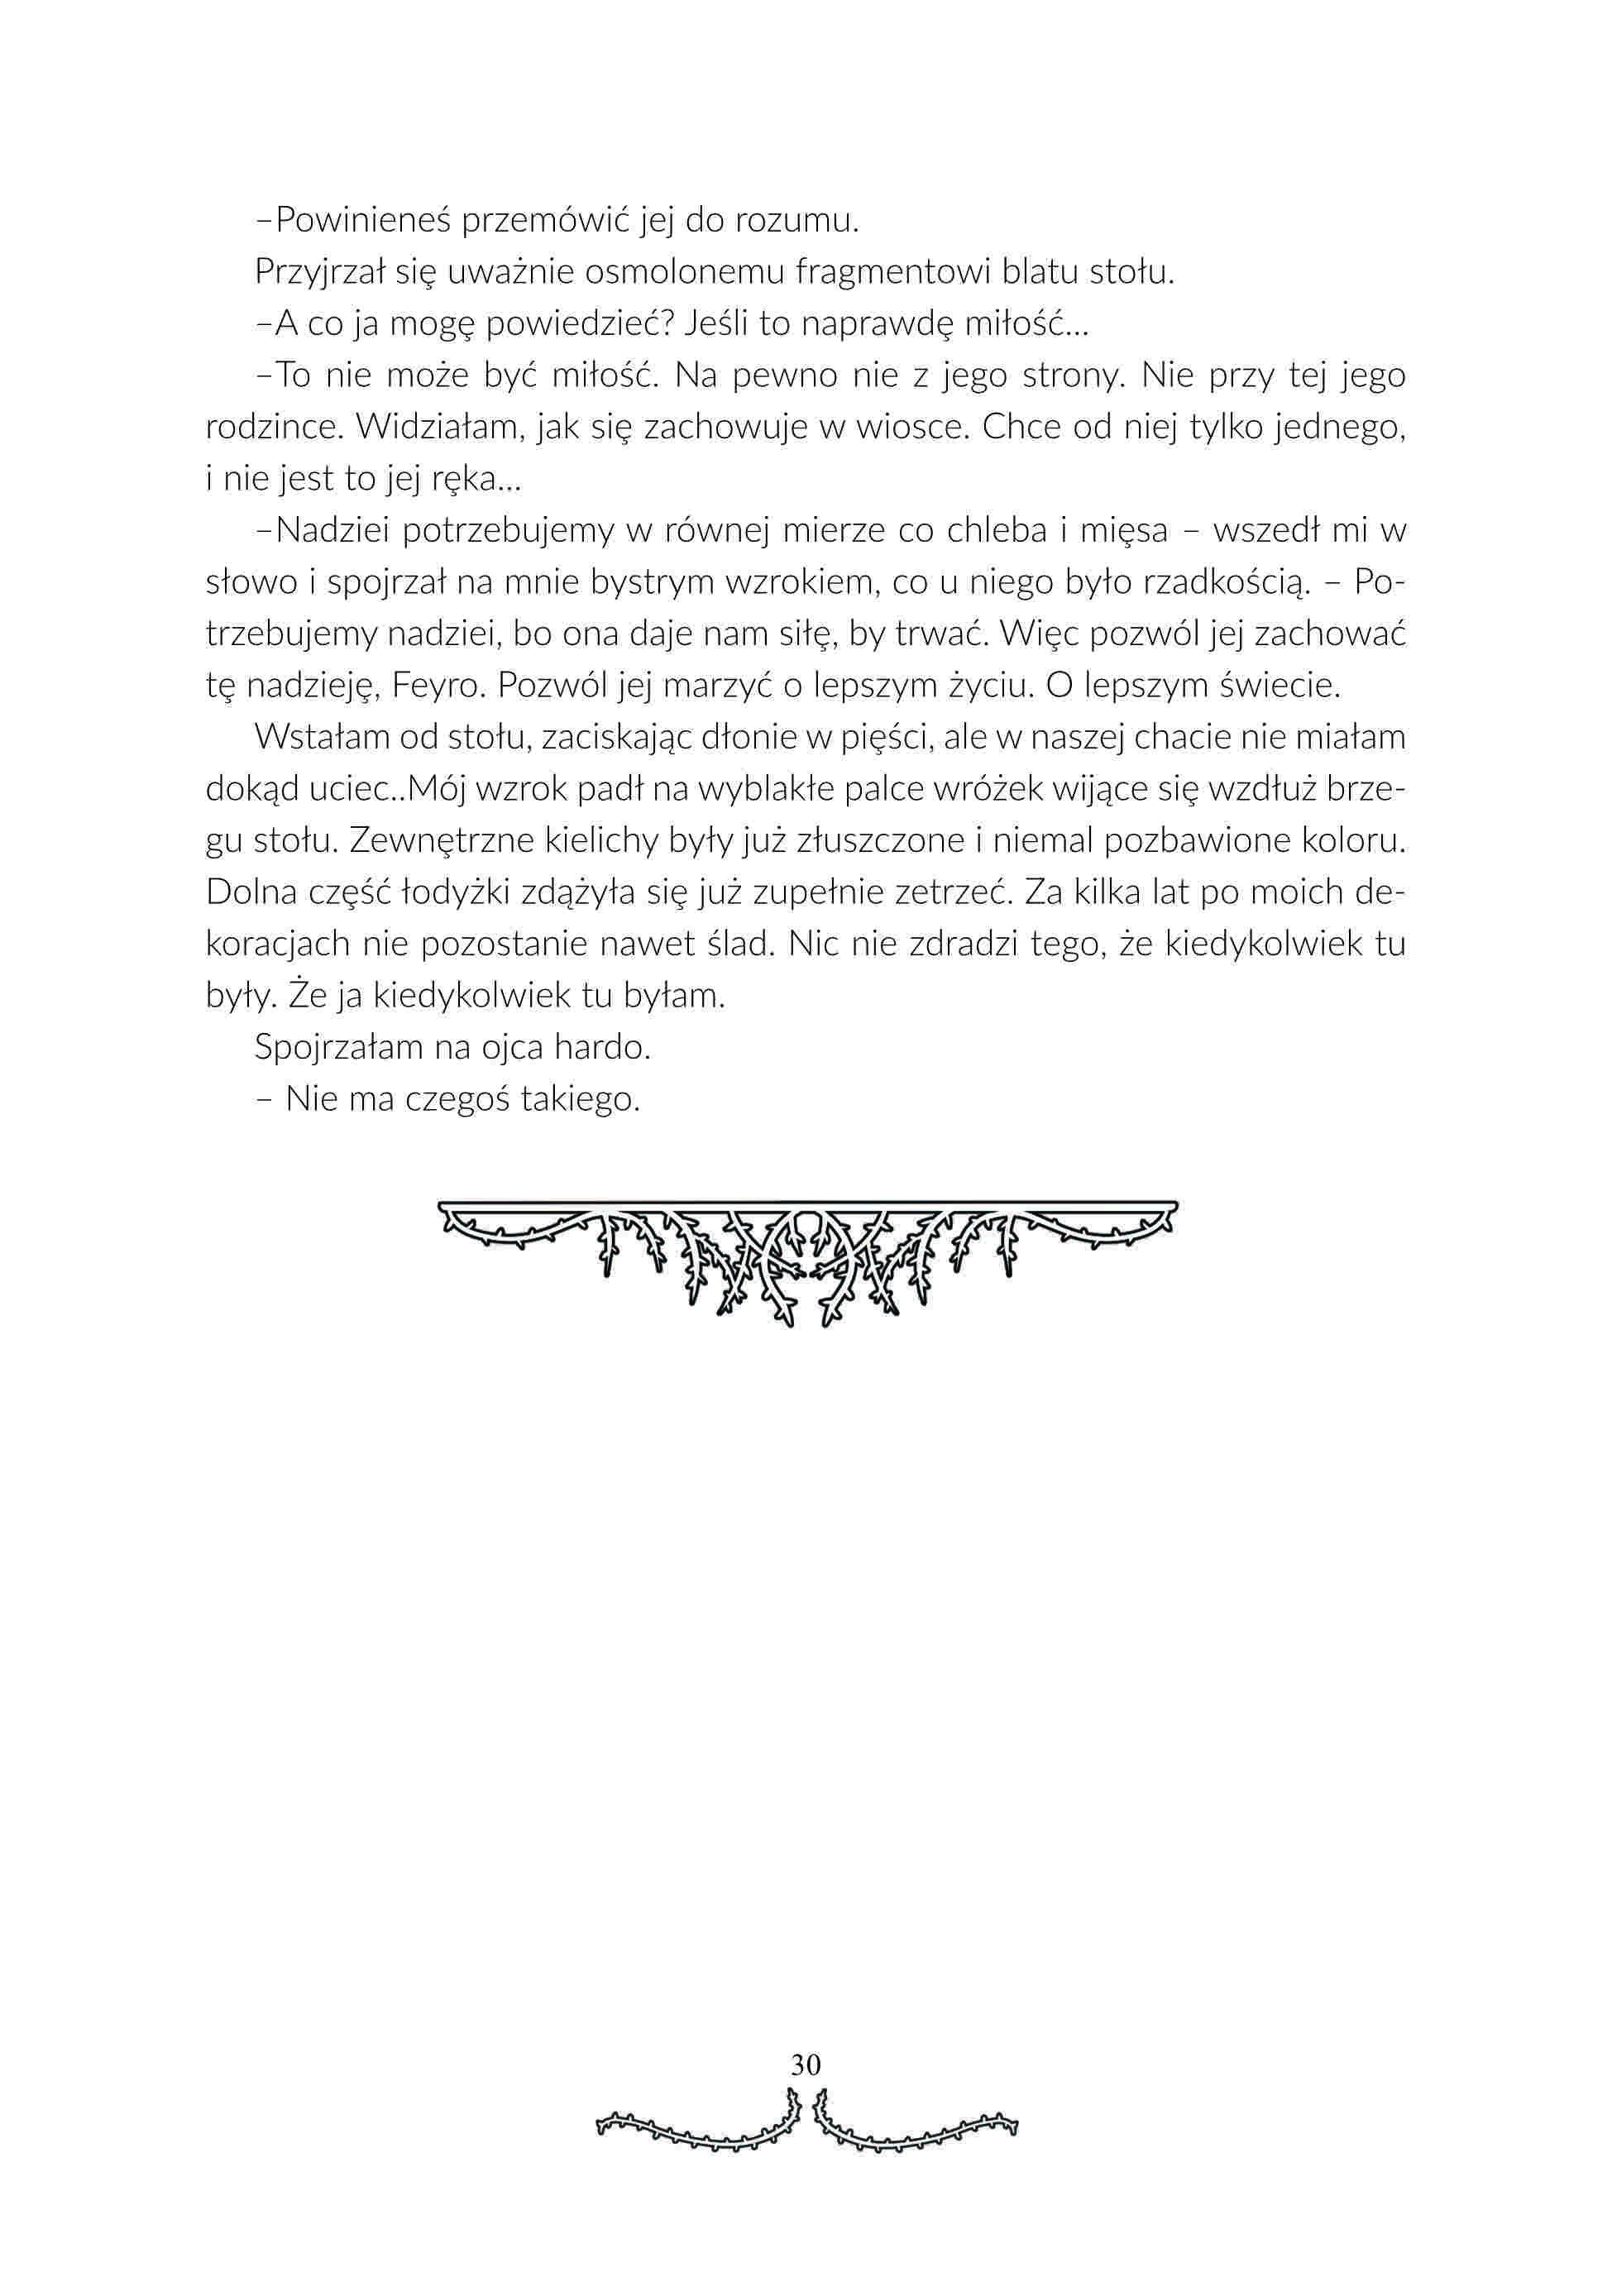 –Powinieneś przemówić jej do rozumu.
Przyjrzał się uważnie osmolonemu fragmentowi blatu stołu.
–A co ja mogę powiedzieć? Jeśli to naprawdę miłość...
–To nie może być miłość. Na pewno nie z jego strony. Nie przy tej jego
rodzince. Widziałam, jak się zachowuje w wiosce. Chce od niej tylko jednego,
i nie jest to jej ręka...
–Nadziei potrzebujemy w równej mierze co chleba i mięsa – wszedł mi w
słowo i spojrzał na mnie bystrym wzrokiem, co u niego było rzadkością. – Po-
trzebujemy nadziei, bo ona daje nam siłę, by trwać. Więc pozwól jej zachować
tę nadzieję, Feyro. Pozwól jej marzyć o lepszym życiu. O lepszym świecie.
Wstałam od stołu, zaciskając dłonie w pięści, ale w naszej chacie nie miałam
dokąd uciec..Mój wzrok padł na wyblakłe palce wróżek wijące się wzdłuż brze-
gu stołu. Zewnętrzne kielichy były już złuszczone i niemal pozbawione koloru.
Dolna część łodyżki zdążyła się już zupełnie zetrzeć. Za kilka lat po moich de-
koracjach nie pozostanie nawet ślad. Nic nie zdradzi tego, że kiedykolwiek tu
były. Że ja kiedykolwiek tu byłam.
Spojrzałam na ojca hardo.
– Nie ma czegoś takiego.
30